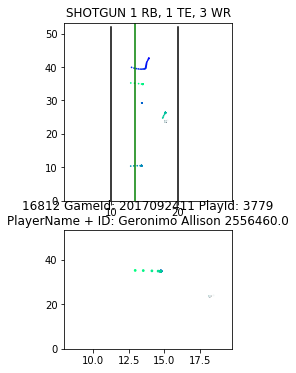 SHOTGUN 1 RB, 1 TE, 3 WR
50
40
30
20
10
0
10
20
16812 GameId: 2017092411 PlayId: 3779
PlayerName + ID: Geronimo Allison 2556460.0
40
20
0
10.0 12.5 15.0 17.5